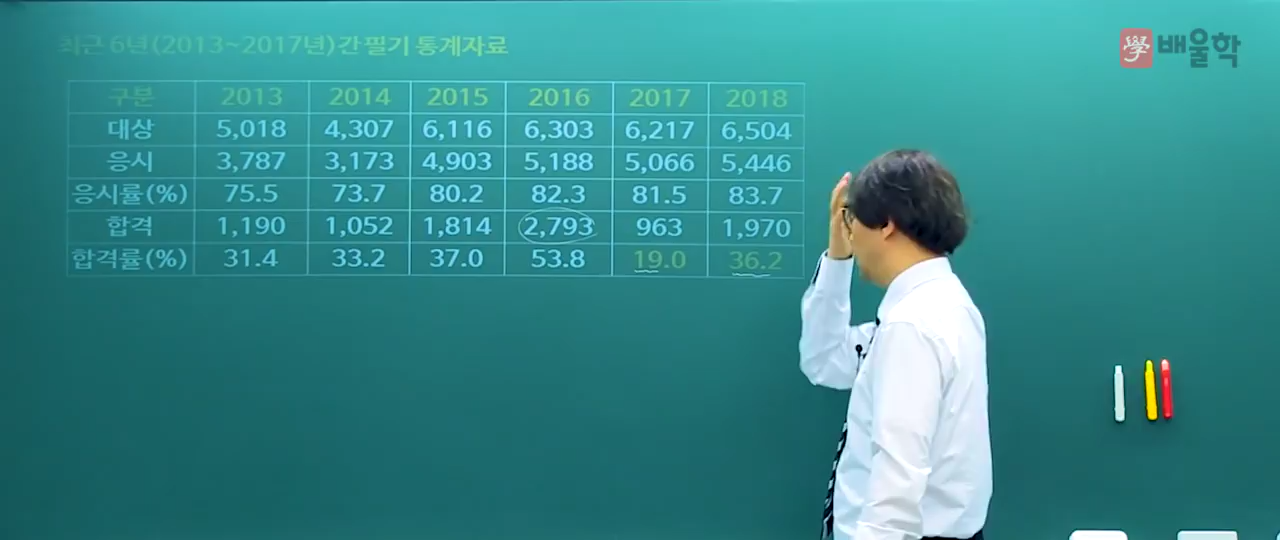 최근 6년(2013~2017년)간 필기 통계자료
學 배울학
구분 2013 2014 2015 2016 2017 2018
대상 5,018 4,307 6,116 6,303 6,217 6,504
응시 3,787 3,173 4,903 5,188 5,066 5,446
응시률(%) 75.5 73.7 80.2 82.3 81.5 83.7
합격 1,190 1,052 1,814 2,793 963 1,970
합격률(%) 31.4 33.2 37.0 53.8 19.0 36.2